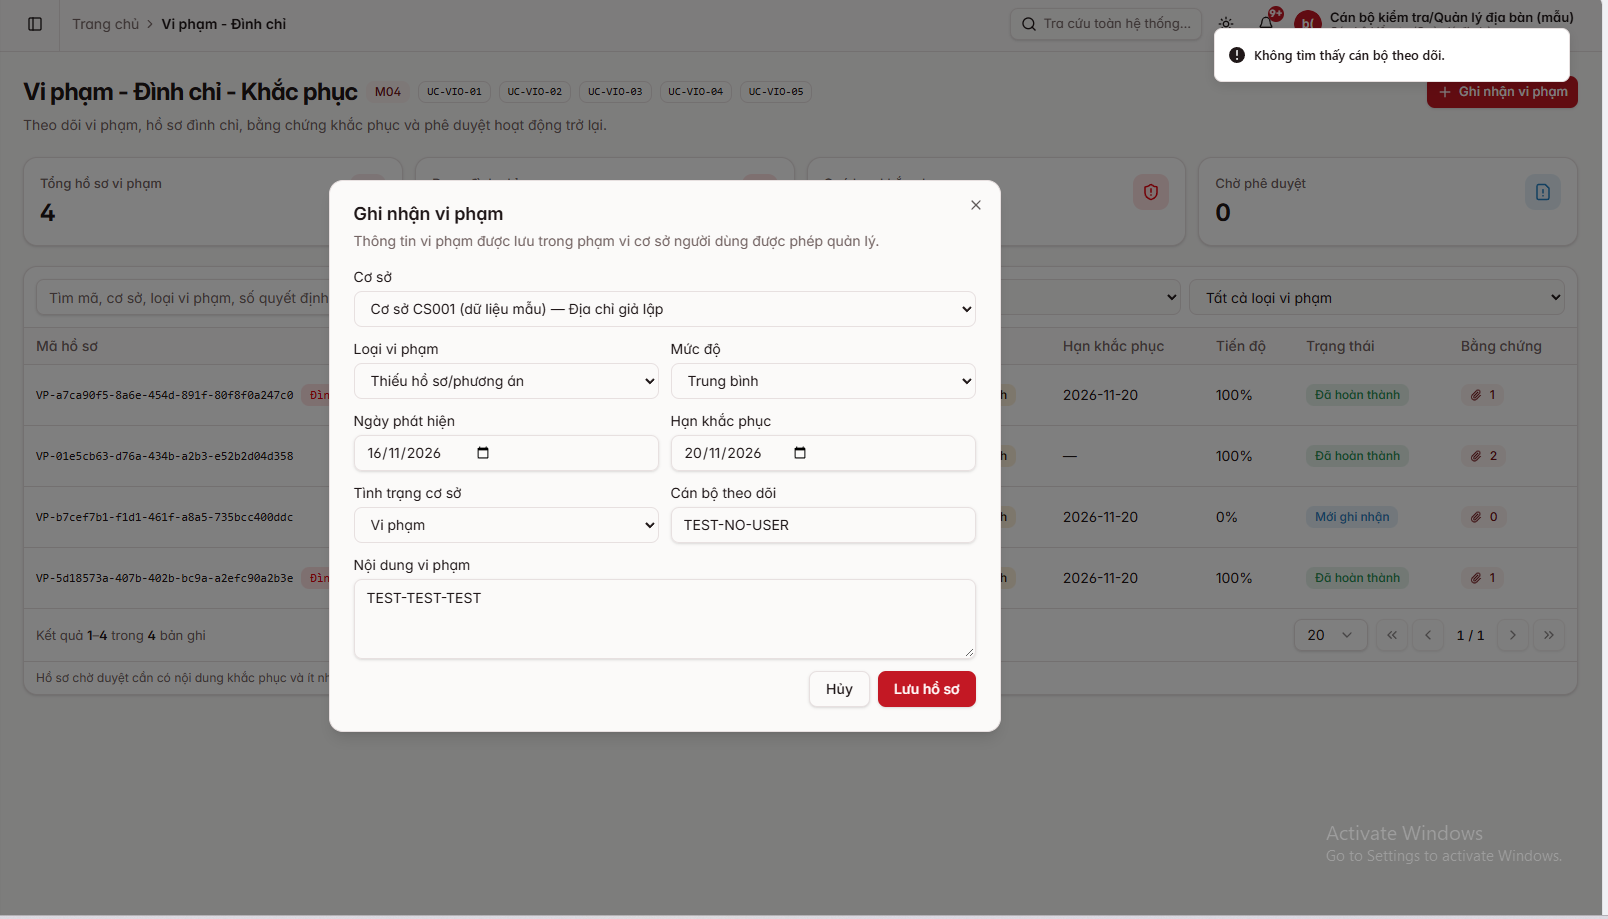 Trang chủ > Vi phạm - Đình chỉ
Tra cứu toàn hệ thống...
9+
b(
Cán bộ kiểm tra/Quản lý địa bàn (mẫu)
Không tìm thấy cán bộ theo dõi.
Vi phạm - Đình chỉ - Khắc phục
M04
UC-VIO-01
UC-VIO-02
UC-VIO-03
UC-VIO-04
UC-VIO-05
+ Ghi nhận vi phạm
Theo dõi vi phạm, hồ sơ đình chỉ, bằng chứng khắc phục và phê duyệt hoạt động trở lại.
Tổng hồ sơ vi phạm
4
Chờ phê duyệt
0
Tìm mã, cơ sở, loại vi phạm, số quyết định
Tất cả loại vi phạm
Mã hồ sơ
Hạn khắc phục
Tiến độ
Trạng thái
Bằng chứng
VP-a7ca90f5-8a6e-454d-891f-80f8f0a247c0
Đìn
h
2026-11-20
100%
Đã hoàn thành
1
VP-01e5cb63-d76a-434b-a2b3-e52b2d04d358
h
—
100%
Đã hoàn thành
2
VP-b7cef7b1-f1d1-461f-a8a5-735bcc400ddc
h
2026-11-20
0%
Mới ghi nhận
0
VP-5d18573a-407b-402b-bc9a-a2efc90a2b3e
Đìn
h
2026-11-20
100%
Đã hoàn thành
1
Kết quả 1–4 trong 4 bản ghi
20
1 / 1
Hồ sơ chờ duyệt cần có nội dung khắc phục và ít nh
Ghi nhận vi phạm
Thông tin vi phạm được lưu trong phạm vi cơ sở người dùng được phép quản lý.
Cơ sở
Cơ sở CS001 (dữ liệu mẫu) — Địa chỉ giả lập
Loại vi phạm
Mức độ
Thiếu hồ sơ/phương án
Trung bình
Ngày phát hiện
Hạn khắc phục
16/11/2026
20/11/2026
Tình trạng cơ sở
Cán bộ theo dõi
Vi phạm
TEST-NO-USER
Nội dung vi phạm
TEST-TEST-TEST
Hủy
Lưu hồ sơ
Activate Windows
Go to Settings to activate Windows.